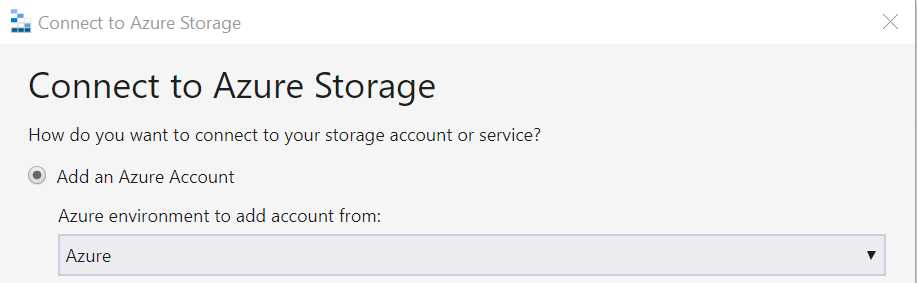 Connect to Azure Storage
Connect to Azure Storage
How do you want to connect to your storage account or service?
Add an Azure Account
Azure environment to add account from:
Azure